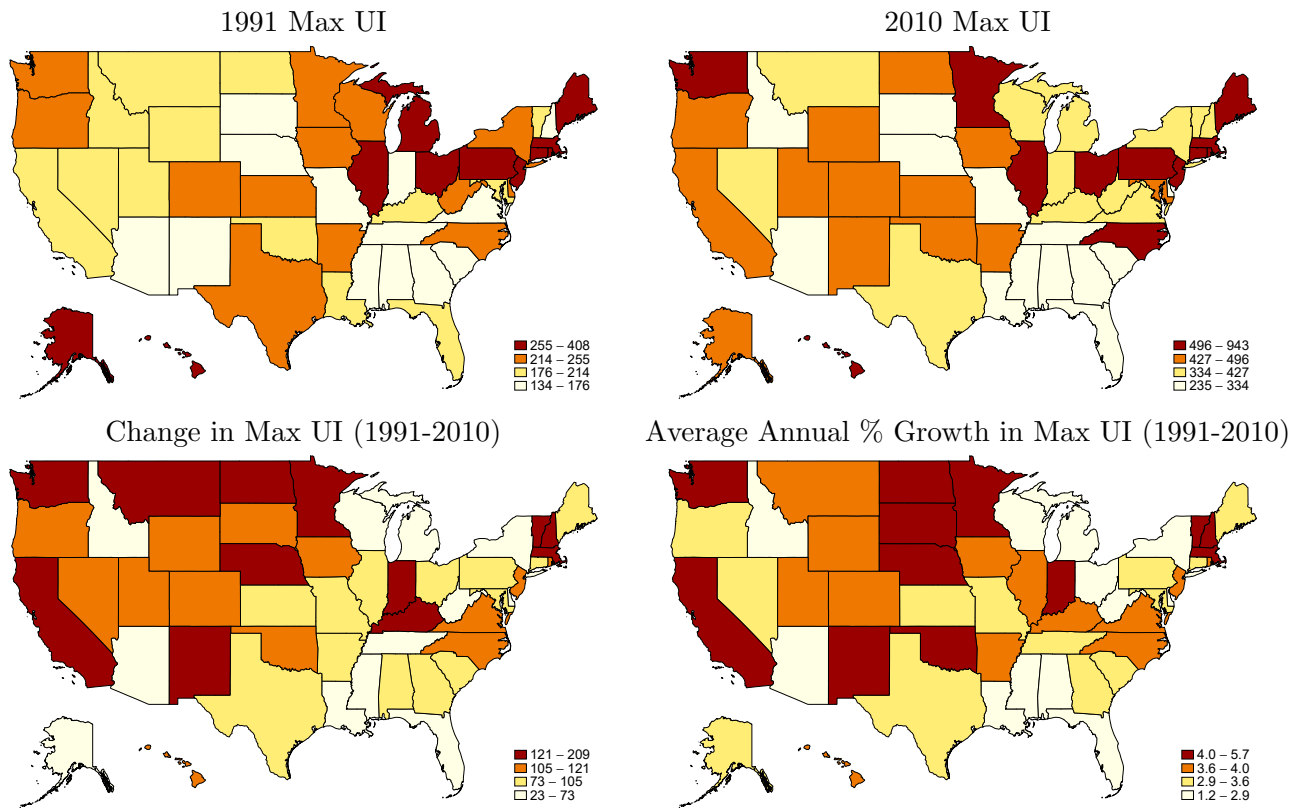 1991 Max UI
255 – 408
214 – 255
176 – 214
134 – 176
2010 Max UI
496 – 943
427 – 496
334 – 427
235 – 334
Change in Max UI (1991-2010)
121 – 209
105 – 121
73 – 105
23 – 73
Average Annual % Growth in Max UI (1991-2010)
4.0 – 5.7
3.6 – 4.0
2.9 – 3.6
1.2 – 2.9